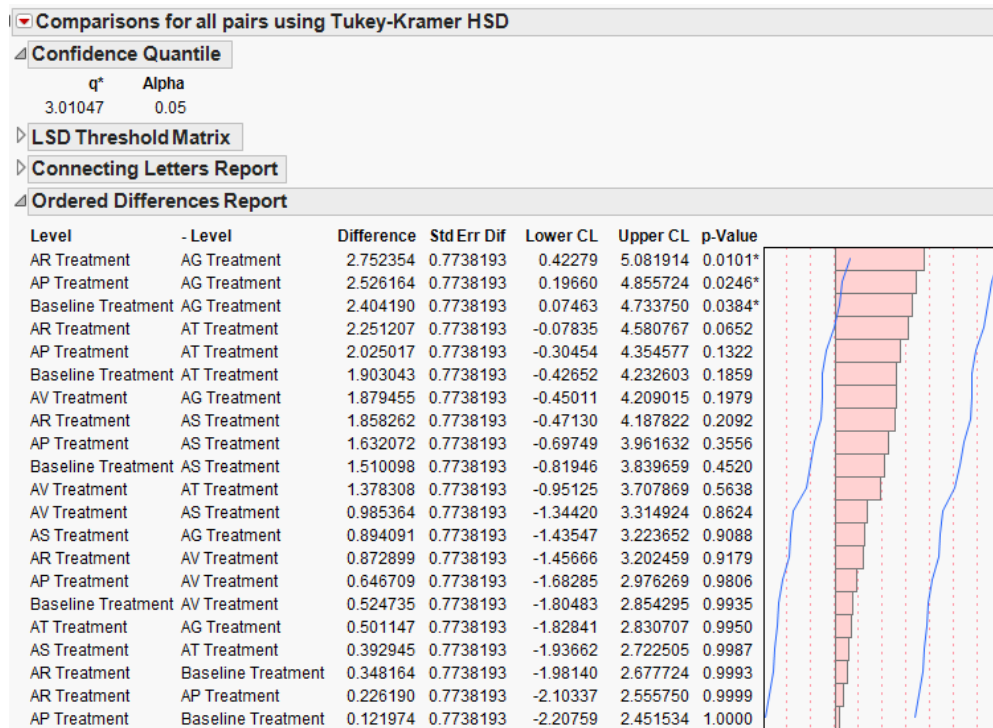 Comparisons for all pairs using Tukey-Kramer HSD
Confidence Quantile
q* Alpha
3.01047 0.05
LSD Threshold Matrix
Connecting Letters Report
Ordered Differences Report
Level - Level Difference Std Err Dif Lower CL Upper CL p-Value
AR Treatment AG Treatment 2.752354 0.7738193 0.42279 5.081914 0.0101*
AP Treatment AG Treatment 2.526164 0.7738193 0.19660 4.855724 0.0246*
Baseline Treatment AG Treatment 2.404190 0.7738193 0.07463 4.733750 0.0384*
AR Treatment AT Treatment 2.251207 0.7738193 -0.07835 4.580767 0.0652
AP Treatment AT Treatment 2.025017 0.7738193 -0.30454 4.354577 0.1322
Baseline Treatment AT Treatment 1.903043 0.7738193 -0.42652 4.232603 0.1859
AV Treatment AG Treatment 1.879455 0.7738193 -0.45011 4.209015 0.1979
AR Treatment AS Treatment 1.858262 0.7738193 -0.47130 4.187822 0.2092
AP Treatment AS Treatment 1.632072 0.7738193 -0.69749 3.961632 0.3556
Baseline Treatment AS Treatment 1.510098 0.7738193 -0.81946 3.839659 0.4520
AV Treatment AT Treatment 1.378308 0.7738193 -0.95125 3.707869 0.5638
AV Treatment AS Treatment 0.985364 0.7738193 -1.34420 3.314924 0.8624
AS Treatment AG Treatment 0.894091 0.7738193 -1.43547 3.223652 0.9088
AR Treatment AV Treatment 0.872899 0.7738193 -1.45666 3.202459 0.9179
AP Treatment AV Treatment 0.646709 0.7738193 -1.68285 2.976269 0.9806
Baseline Treatment AV Treatment 0.524735 0.7738193 -1.80483 2.854295 0.9935
AT Treatment AG Treatment 0.501147 0.7738193 -1.82841 2.830707 0.9950
AS Treatment AT Treatment 0.392945 0.7738193 -1.93662 2.722505 0.9987
AR Treatment Baseline Treatment 0.348164 0.7738193 -1.98140 2.677724 0.9993
AR Treatment AP Treatment 0.226190 0.7738193 -2.10337 2.555750 0.9999
AP Treatment Baseline Treatment 0.121974 0.7738193 -2.20759 2.451534 1.0000